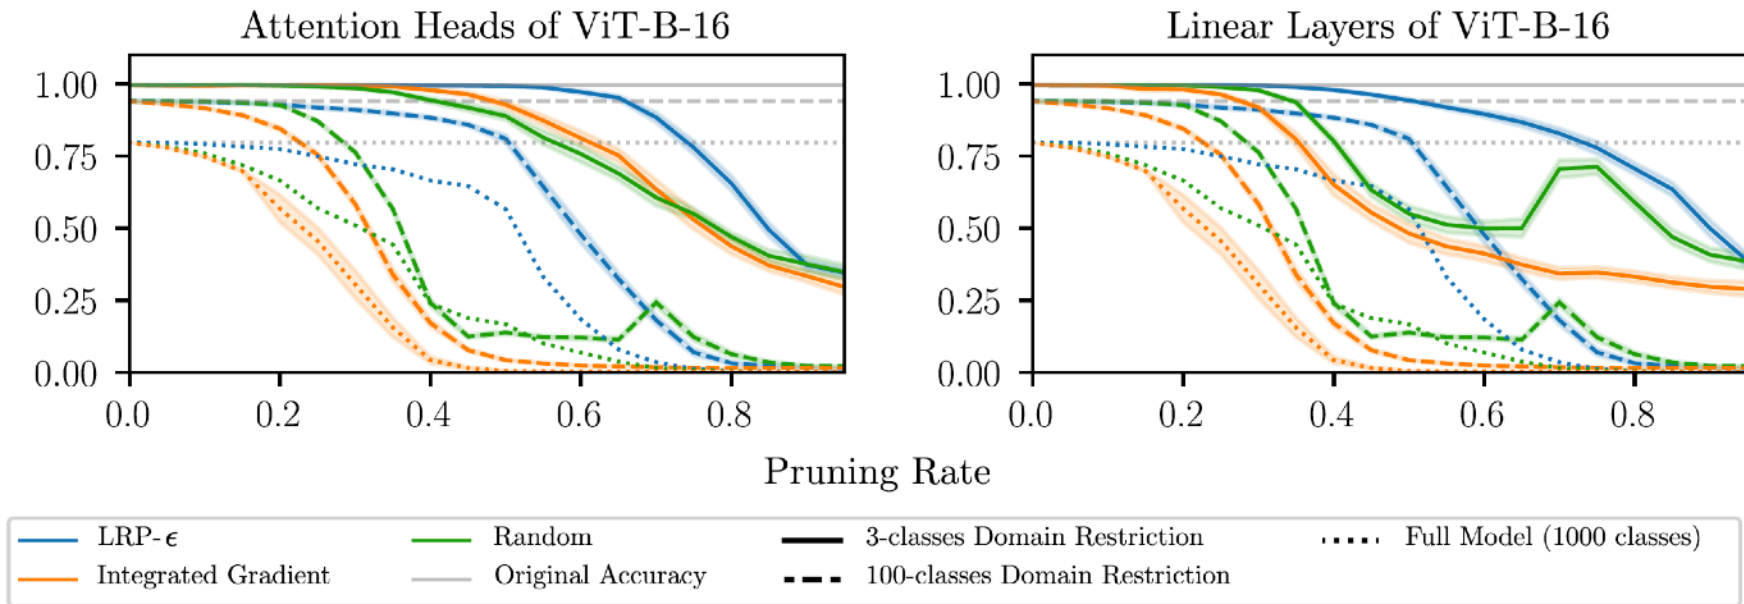 Attention Heads of ViT-B-16
1.00
0.75
0.50
0.25
0.00
0.0 0.2 0.4 0.6 0.8
Linear Layers of ViT-B-16
1.00
0.75
0.50
0.25
0.00
0.0 0.2 0.4 0.6 0.8
Pruning Rate
LRP-ϵ
Integrated Gradient
Random
Original Accuracy
3-classes Domain Restriction
100-classes Domain Restriction
Full Model (1000 classes)